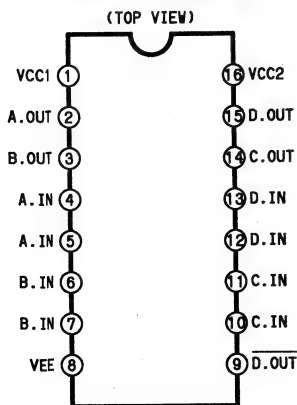 (TOP VIEW)
VCC1 1 16 VCC2
A.OUT 2 15 D.OUT
B.OUT 3 14 C.OUT
A.IN 4 13 D.IN
A.IN 5 12 D.IN
B.IN 6 11 C.IN
B.IN 7 10 C.IN
VEE 8 9 D.OUT